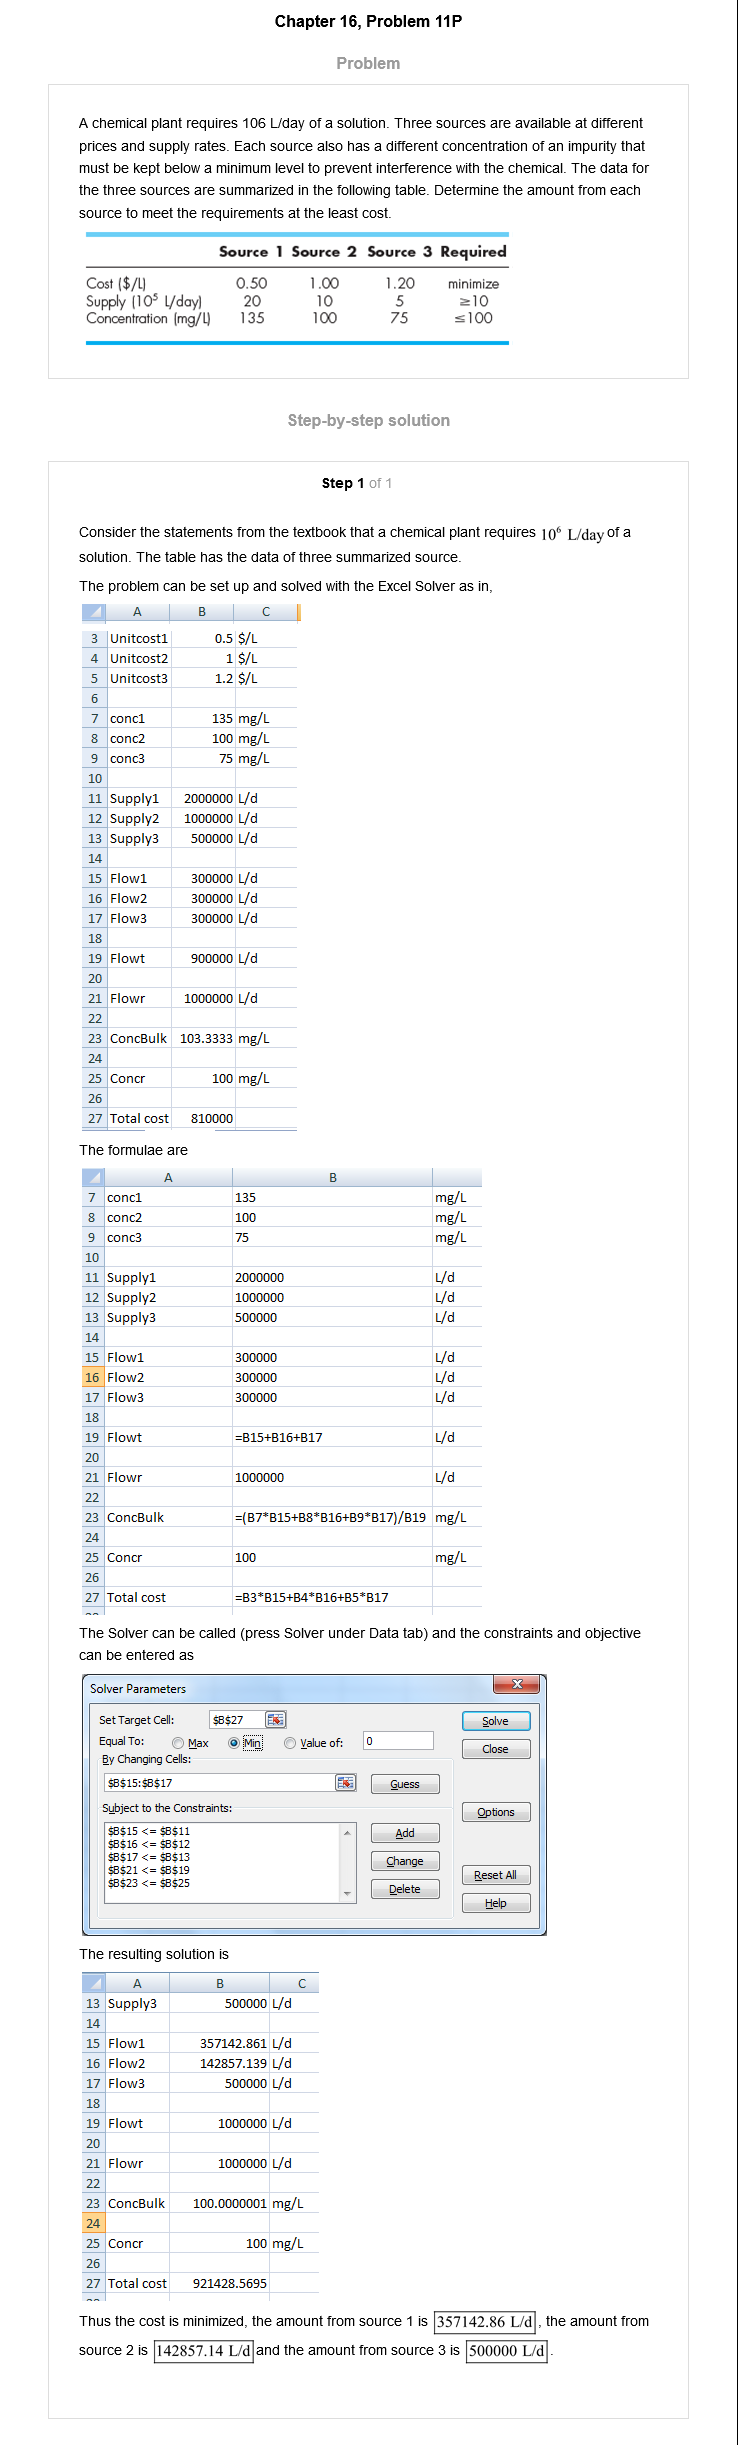 Chapter 16, Problem 11P
Problem
A chemical plant requires 106 L/day of a solution. Three sources are available at different
prices and supply rates. Each source also has a different concentration of an impurity that
must be kept below a minimum level to prevent interference with the chemical. The data for
the three sources are summarized in the following table. Determine the amount from each
source to meet the requirements at the least cost.
Source 1 Source 2 Source 3 Required
Cost ($/L) 0.50 1.00 1.20 minimize
Supply (10⁵ L/day) 20 10 5 ≥10
Concentration (mg/L) 135 100 75 ≤100
Step-by-step solution
Step 1 of 1
Consider the statements from the textbook that a chemical plant requires 10⁶ L/day of a
solution. The table has the data of three summarized source.
The problem can be set up and solved with the Excel Solver as in,
A B C
3 Unitcost1 0.5 $/L
4 Unitcost2 1 $/L
5 Unitcost3 1.2 $/L
6
7 conc1 135 mg/L
8 conc2 100 mg/L
9 conc3 75 mg/L
10
11 Supply1 2000000 L/d
12 Supply2 1000000 L/d
13 Supply3 500000 L/d
14
15 Flow1 300000 L/d
16 Flow2 300000 L/d
17 Flow3 300000 L/d
18
19 Flowt 900000 L/d
20
21 Flowr 1000000 L/d
22
23 ConcBulk 103.3333 mg/L
24
25 Concr 100 mg/L
26
27 Total cost 810000
The formulae are
A B
7 conc1 135 mg/L
8 conc2 100 mg/L
9 conc3 75 mg/L
10
11 Supply1 2000000 L/d
12 Supply2 1000000 L/d
13 Supply3 500000 L/d
14
15 Flow1 300000 L/d
16 Flow2 300000 L/d
17 Flow3 300000 L/d
18
19 Flowt =B15+B16+B17 L/d
20
21 Flowr 1000000 L/d
22
23 ConcBulk =(B7*B15+B8*B16+B9*B17)/B19 mg/L
24
25 Concr 100 mg/L
26
27 Total cost =B3*B15+B4*B16+B5*B17
The Solver can be called (press Solver under Data tab) and the constraints and objective
can be entered as
Solver Parameters
Set Target Cell: $B$27 Solve
Equal To: Max Min Value of: 0
Close
By Changing Cells:
$B$15:$B$17 Guess
Subject to the Constraints: Options
$B$15 <= $B$11 Add
$B$16 <= $B$12
$B$17 <= $B$13 Change
$B$21 <= $B$19 Reset All
$B$23 <= $B$25 Delete
Help
The resulting solution is
A B C
13 Supply3 500000 L/d
14
15 Flow1 357142.861 L/d
16 Flow2 142857.139 L/d
17 Flow3 500000 L/d
18
19 Flowt 1000000 L/d
20
21 Flowr 1000000 L/d
22
23 ConcBulk 100.0000001 mg/L
24
25 Concr 100 mg/L
26
27 Total cost 921428.5695
Thus the cost is minimized, the amount from source 1 is 357142.86 L/d, the amount from
source 2 is 142857.14 L/d and the amount from source 3 is 500000 L/d.